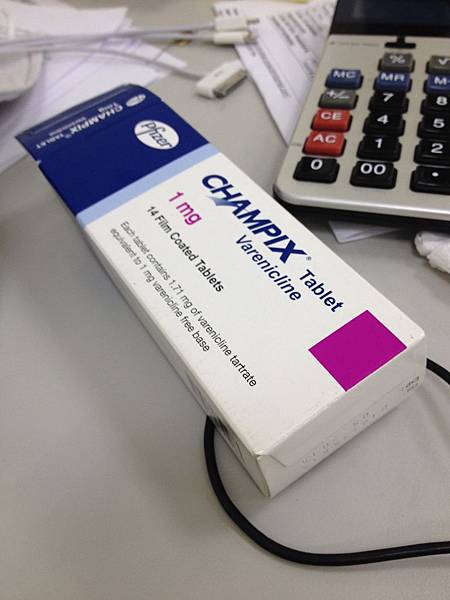 CHAMPIX® TABLET
Pfizer
CHAMPIX® Tablet
Varenicline
1 mg
14 Film Coated Tablets
Each tablet contains 1.71 mg of varenicline tartrate
equivalent to 1 mg varenicline free base
%
√
MC
MR
M-
+/-
7
8
CE
4
5
AC
1
2
0
00
.